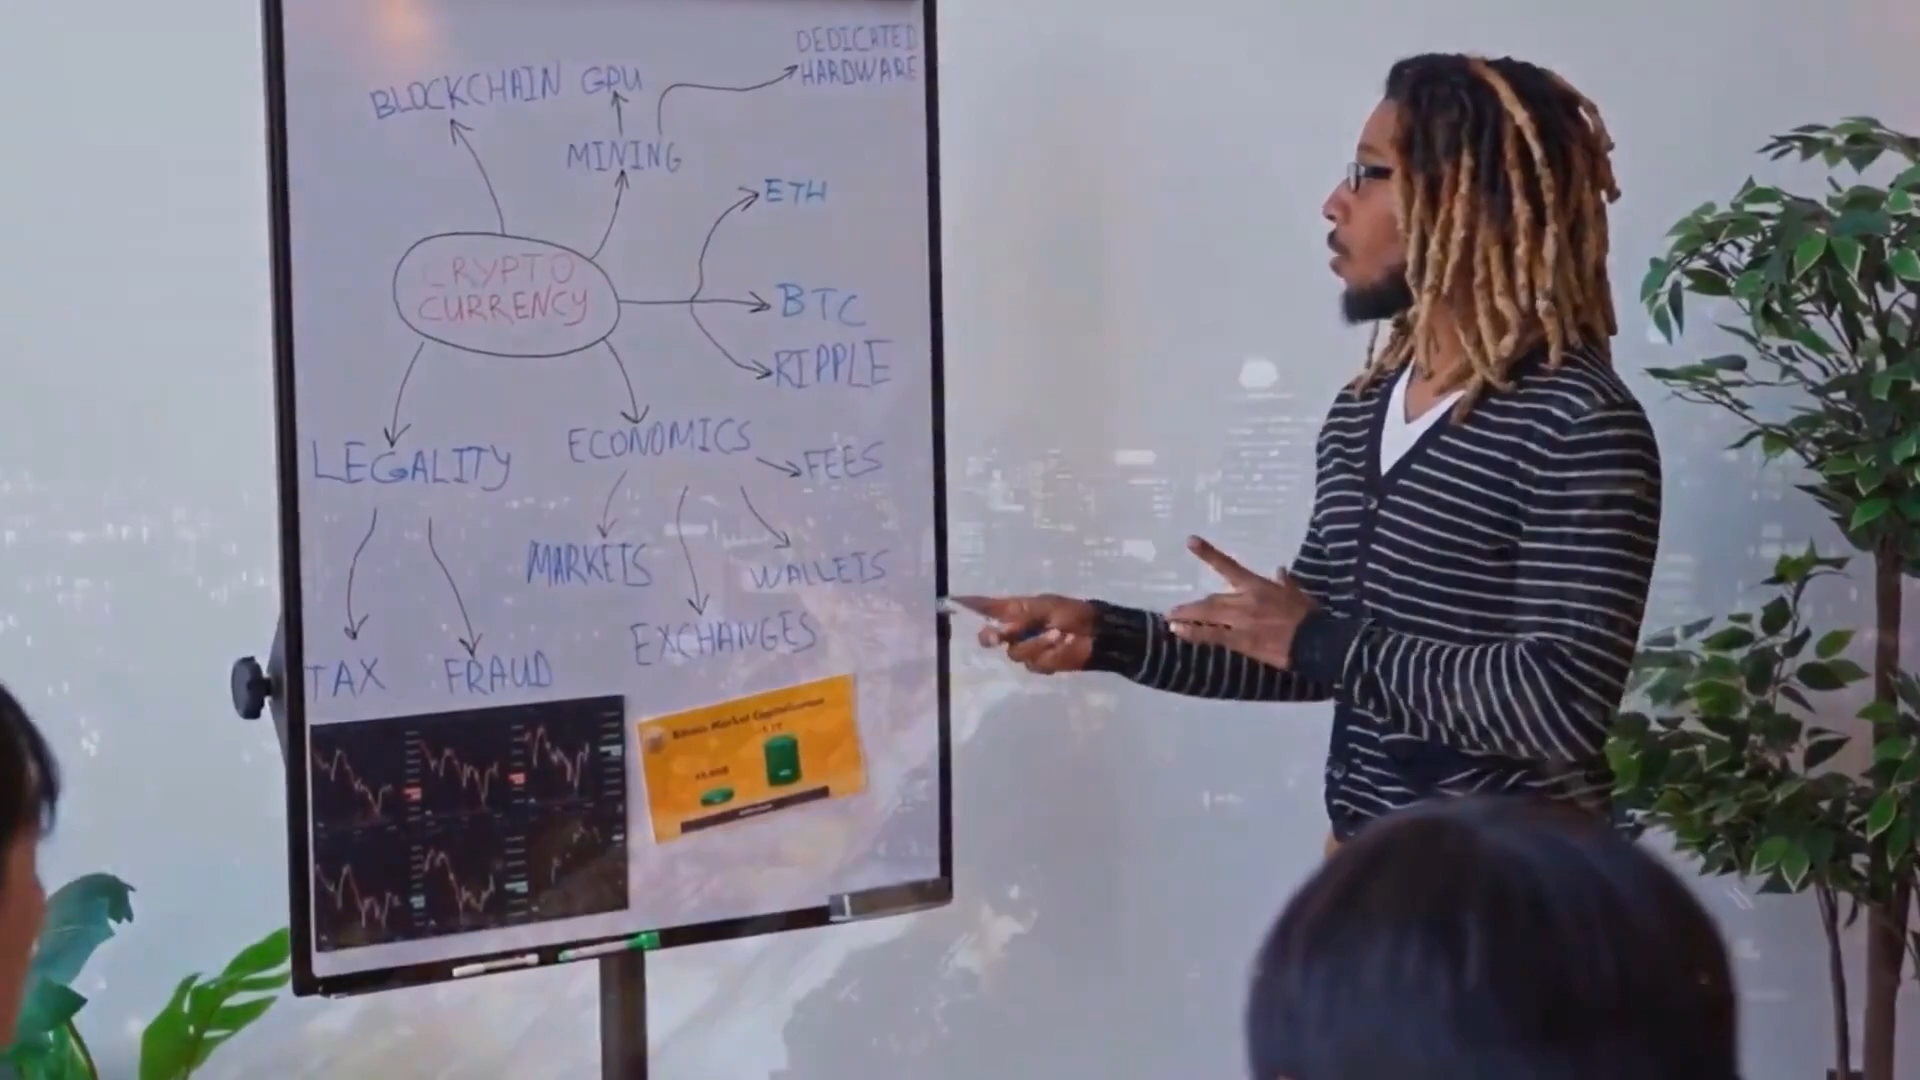 DEDICATED
HARDWARE
BLOCKCHAIN GPU
MINING
ETH
CRYPTO
CURRENCY
BTC
RIPPLE
LEGALITY
ECONOMICS
FEES
MARKETS
WALLETS
EXCHANGES
TAX
FRAUD
Bitcoin Market Capitalization